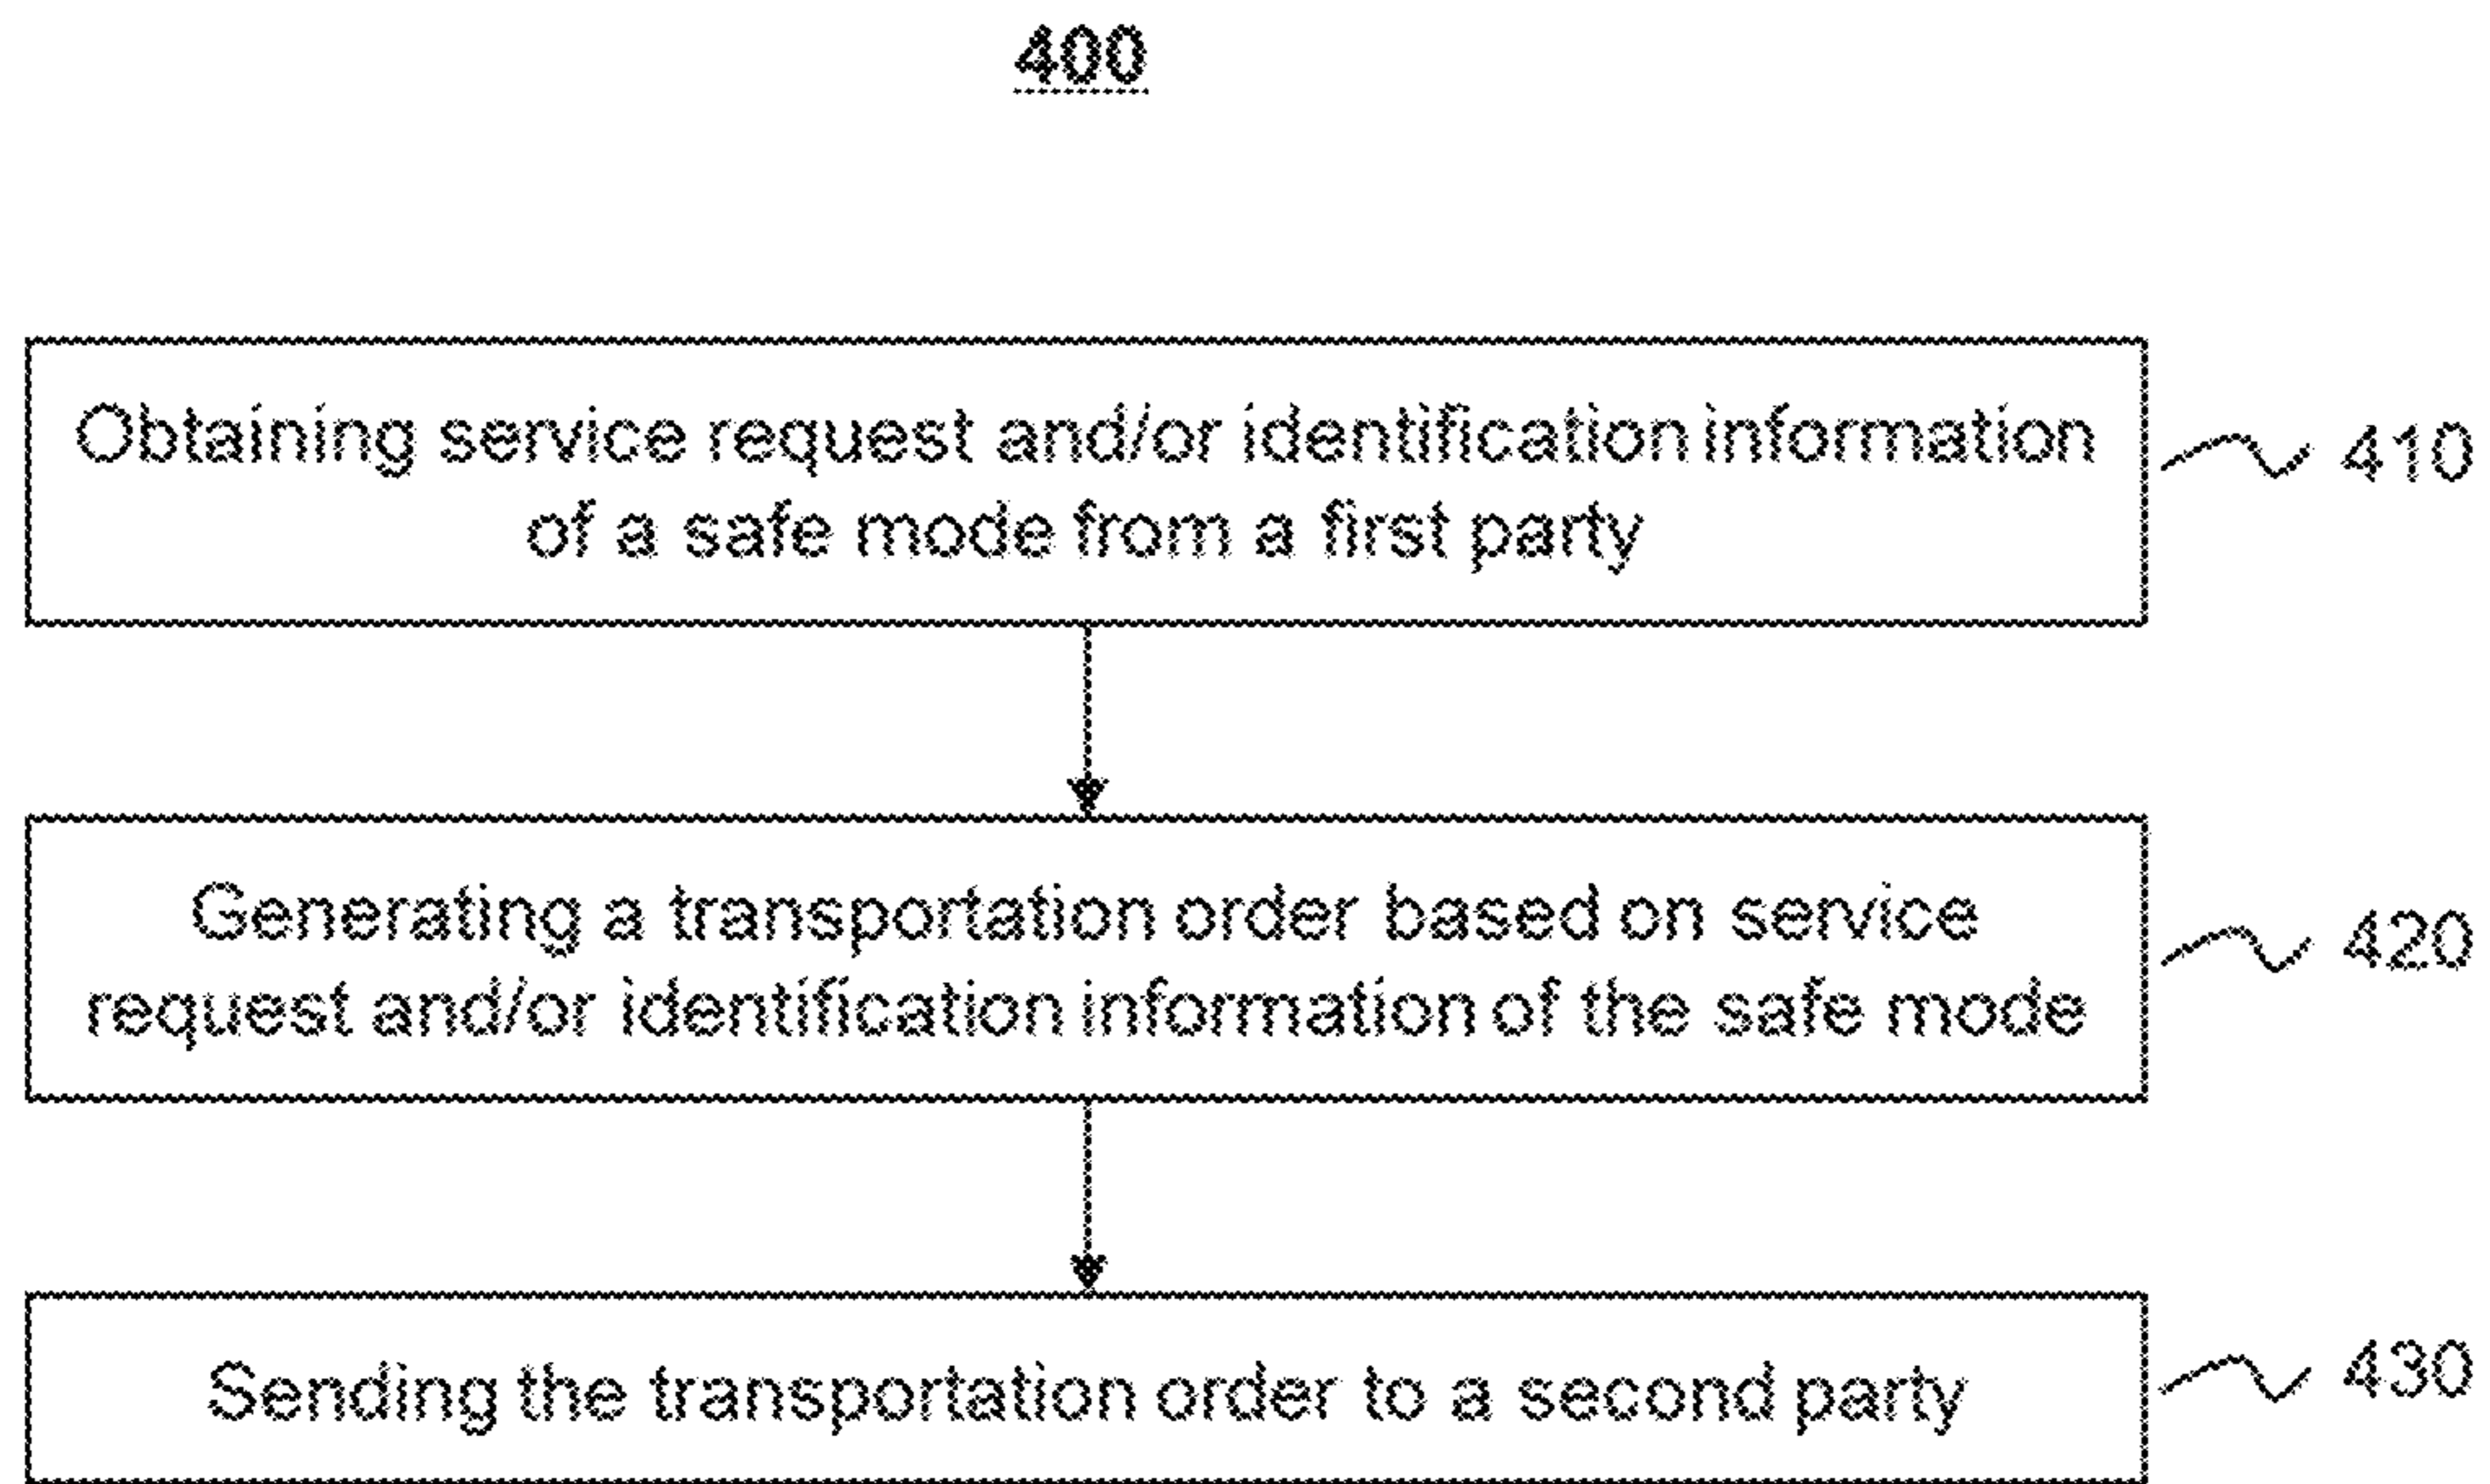 400
Obtaining service request and/or identification information
of a safe mode from a first party
410
Generating a transportation order based on service
request and/or identification information of the safe mode
420
Sending the transportation order to a second party
430